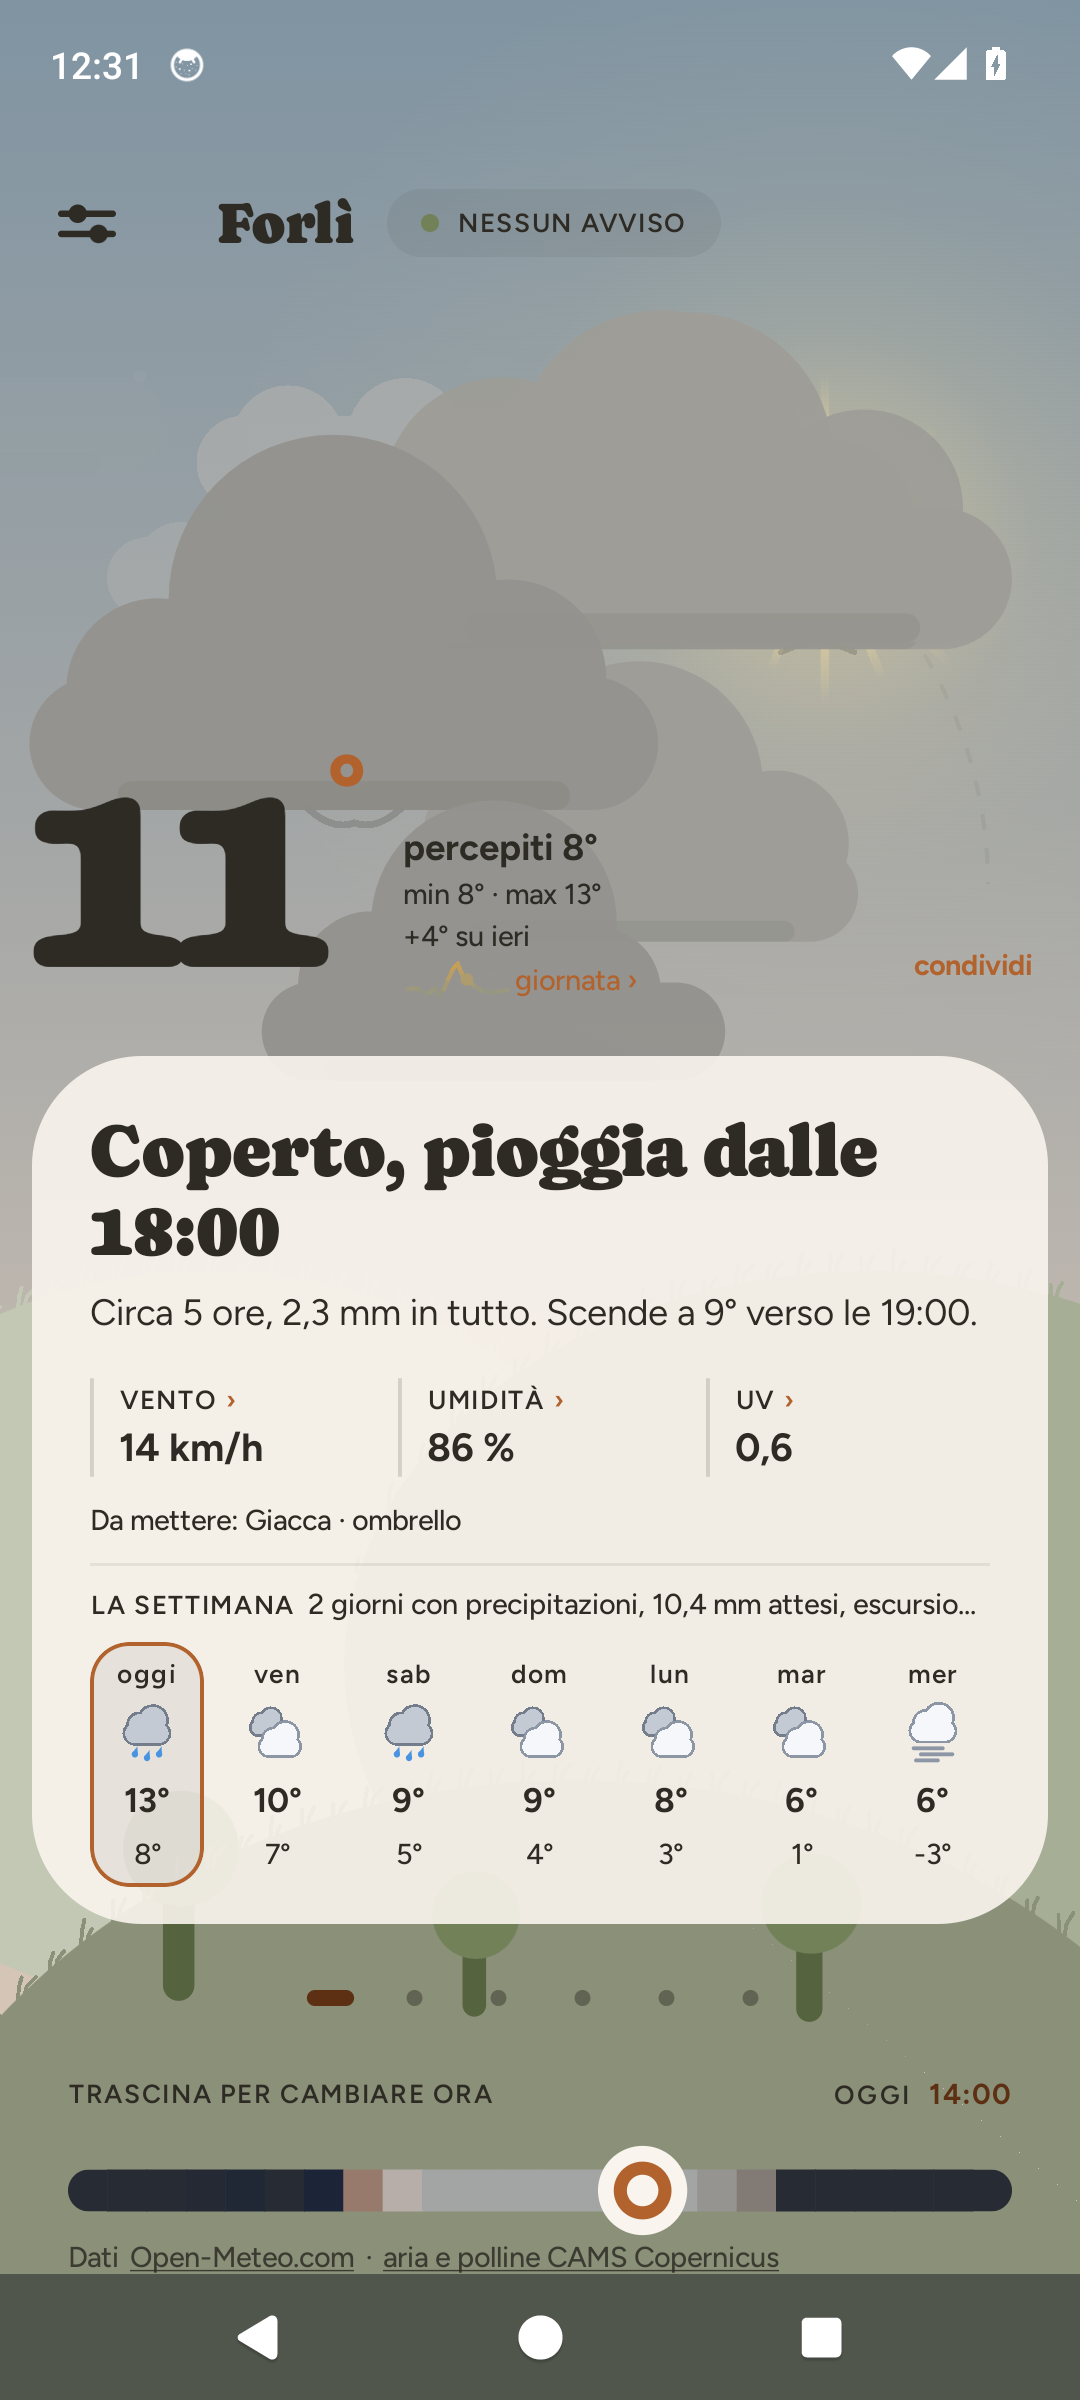 12:31
Forlì
NESSUN AVVISO
11
percepiti 8°
min 8° · max 13°
+4° su ieri
giornata ›
condividi
Coperto, pioggia dalle
18:00
Circa 5 ore, 2,3 mm in tutto. Scende a 9° verso le 19:00.
VENTO › UMIDITÀ › UV ›
14 km/h 86 % 0,6
Da mettere: Giacca · ombrello
LA SETTIMANA 2 giorni con precipitazioni, 10,4 mm attesi, escursio...
oggi ven sab dom lun mar mer
13° 10° 9° 9° 8° 6° 6°
8° 7° 5° 4° 3° 1° -3°
TRASCINA PER CAMBIARE ORA OGGI 14:00
Dati Open-Meteo.com · aria e polline CAMS Copernicus